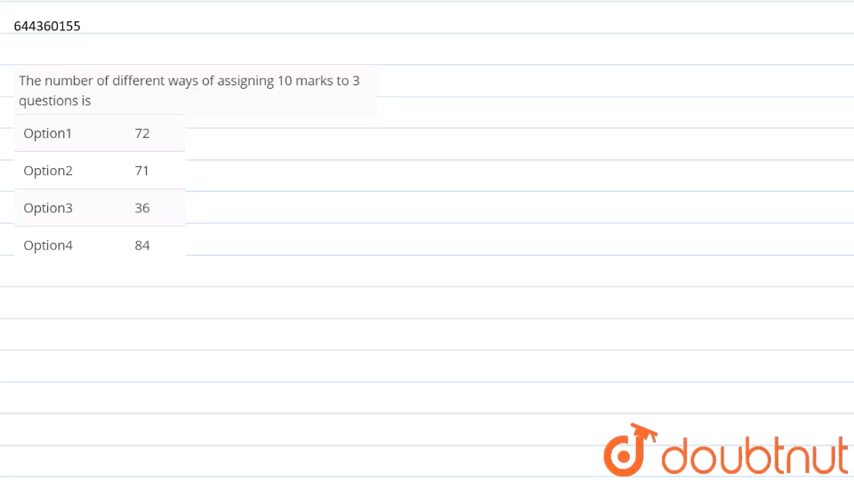 644360155
The number of different ways of assigning 10 marks to 3
questions is
Option1 72
Option2 71
Option3 36
Option4 84
doubtnut